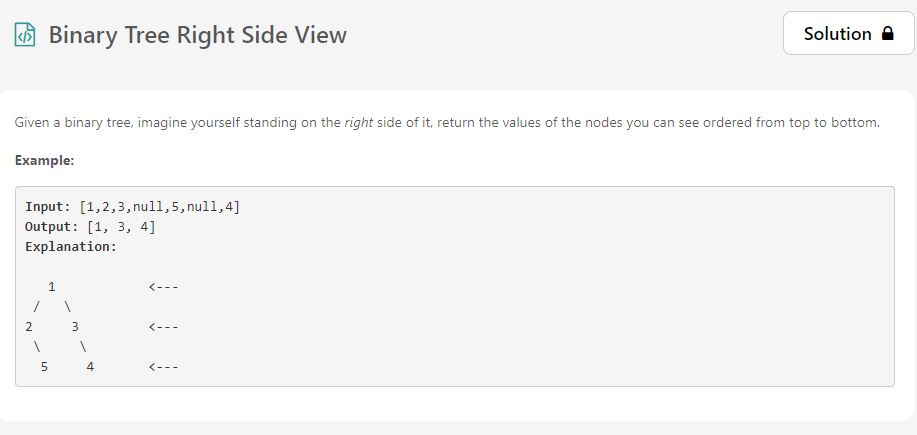 Binary Tree Right Side View
Solution
Given a binary tree, imagine yourself standing on the right side of it, return the values of the nodes you can see ordered from top to bottom.
Example:
Input: [1,2,3,null,5,null,4]
Output: [1, 3, 4]
Explanation:
   1            <---
 /   \
2     3         <---
 \     \
  5     4       <---